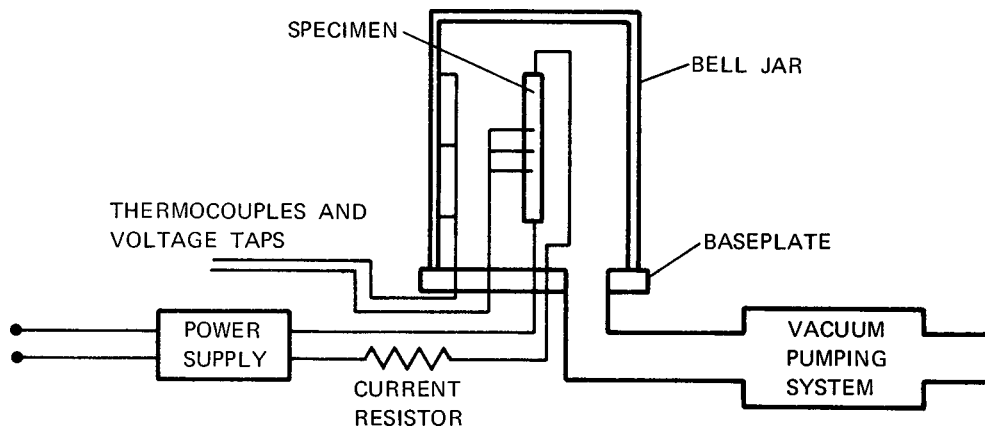 SPECIMEN
BELL JAR
THERMOCOUPLES AND
VOLTAGE TAPS
BASEPLATE
POWER
SUPPLY
CURRENT
RESISTOR
VACUUM
PUMPING
SYSTEM